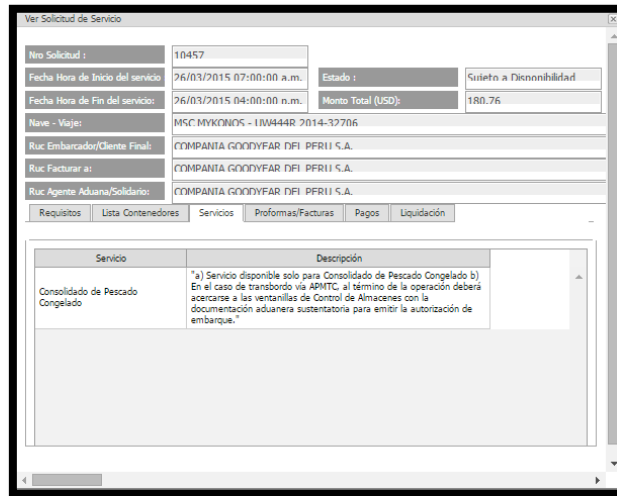 Ver Solicitud de Servicio
Nro Solicitud : 10457
Fecha Hora de Inicio del servicio 26/03/2015 07:00:00 a.m. Estado : Sujeto a Disponibilidad
Fecha Hora de Fin del servicio: 26/03/2015 04:00:00 p.m. Monto Total (USD): 180.76
Nave - Viaje: MSC MYKONOS - UW444R 2014-32706
Ruc Embarcador/Cliente Final: COMPANIA GOODYEAR DEL PERU S.A.
Ruc Facturar a: COMPANIA GOODYEAR DEL PERU S.A.
Ruc Agente Aduana/Solidario: COMPANIA GOODYEAR DEL PERU S.A.
Requisitos Lista Contenedores Servicios Proformas/Facturas Pagos Liquidación
Servicio Descripción
Consolidado de Pescado Congelado
"a) Servicio disponible solo para Consolidado de Pescado Congelado b)
En el caso de transbordo vía APMTC, al término de la operación deberá
acercarse a las ventanillas de Control de Almacenes con la
documentación aduanera sustentatoria para emitir la autorización de
embarque."